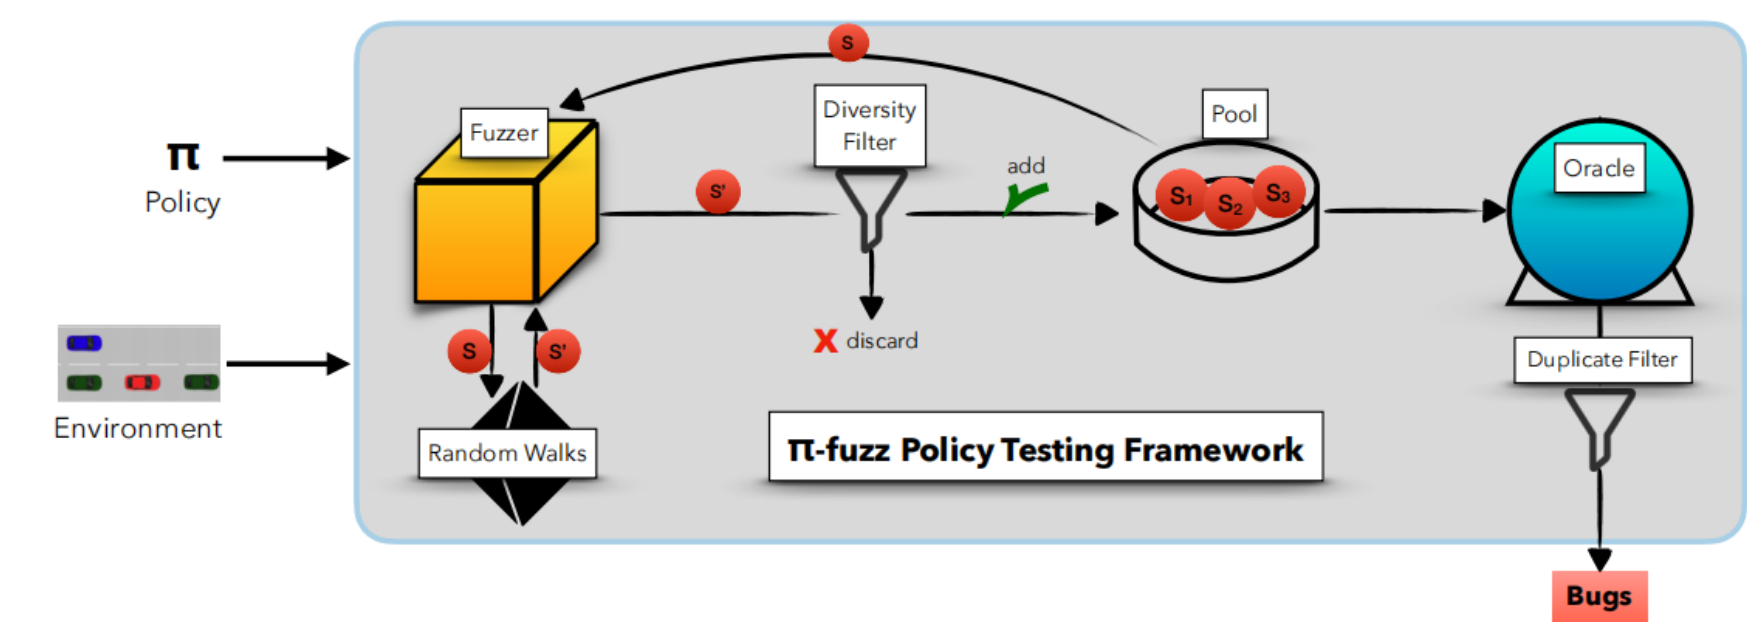 S
Diversity
Filter
Pool
Fuzzer
π
Policy
S'
add
S₁ S₂ S₃
Oracle
X discard
S S'
Duplicate Filter
Environment
Random Walks
π-fuzz Policy Testing Framework
Bugs